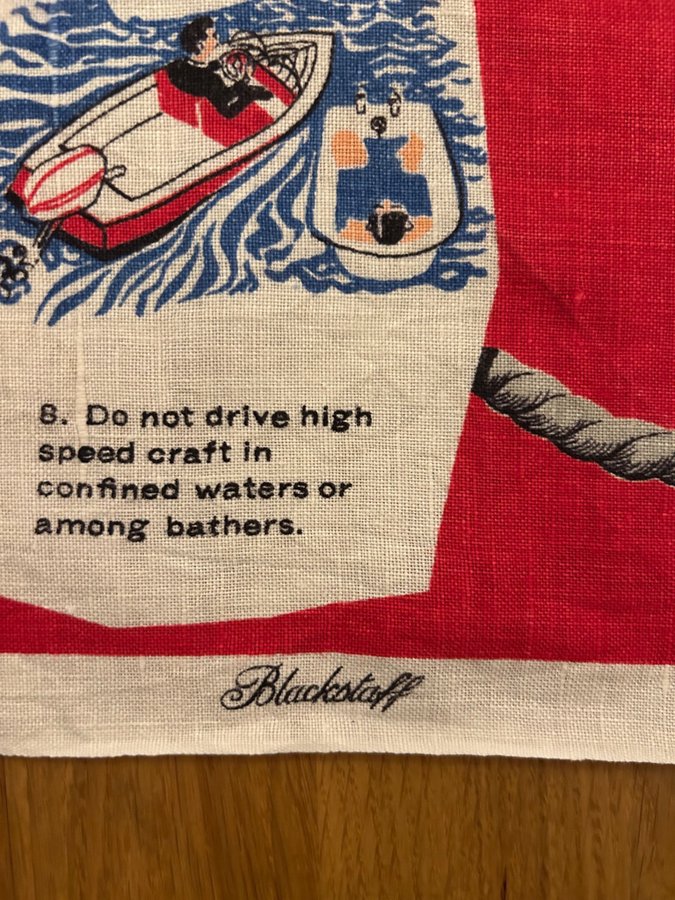 8. Do not drive high
speed craft in
confined waters or
among bathers.
Blackstaff